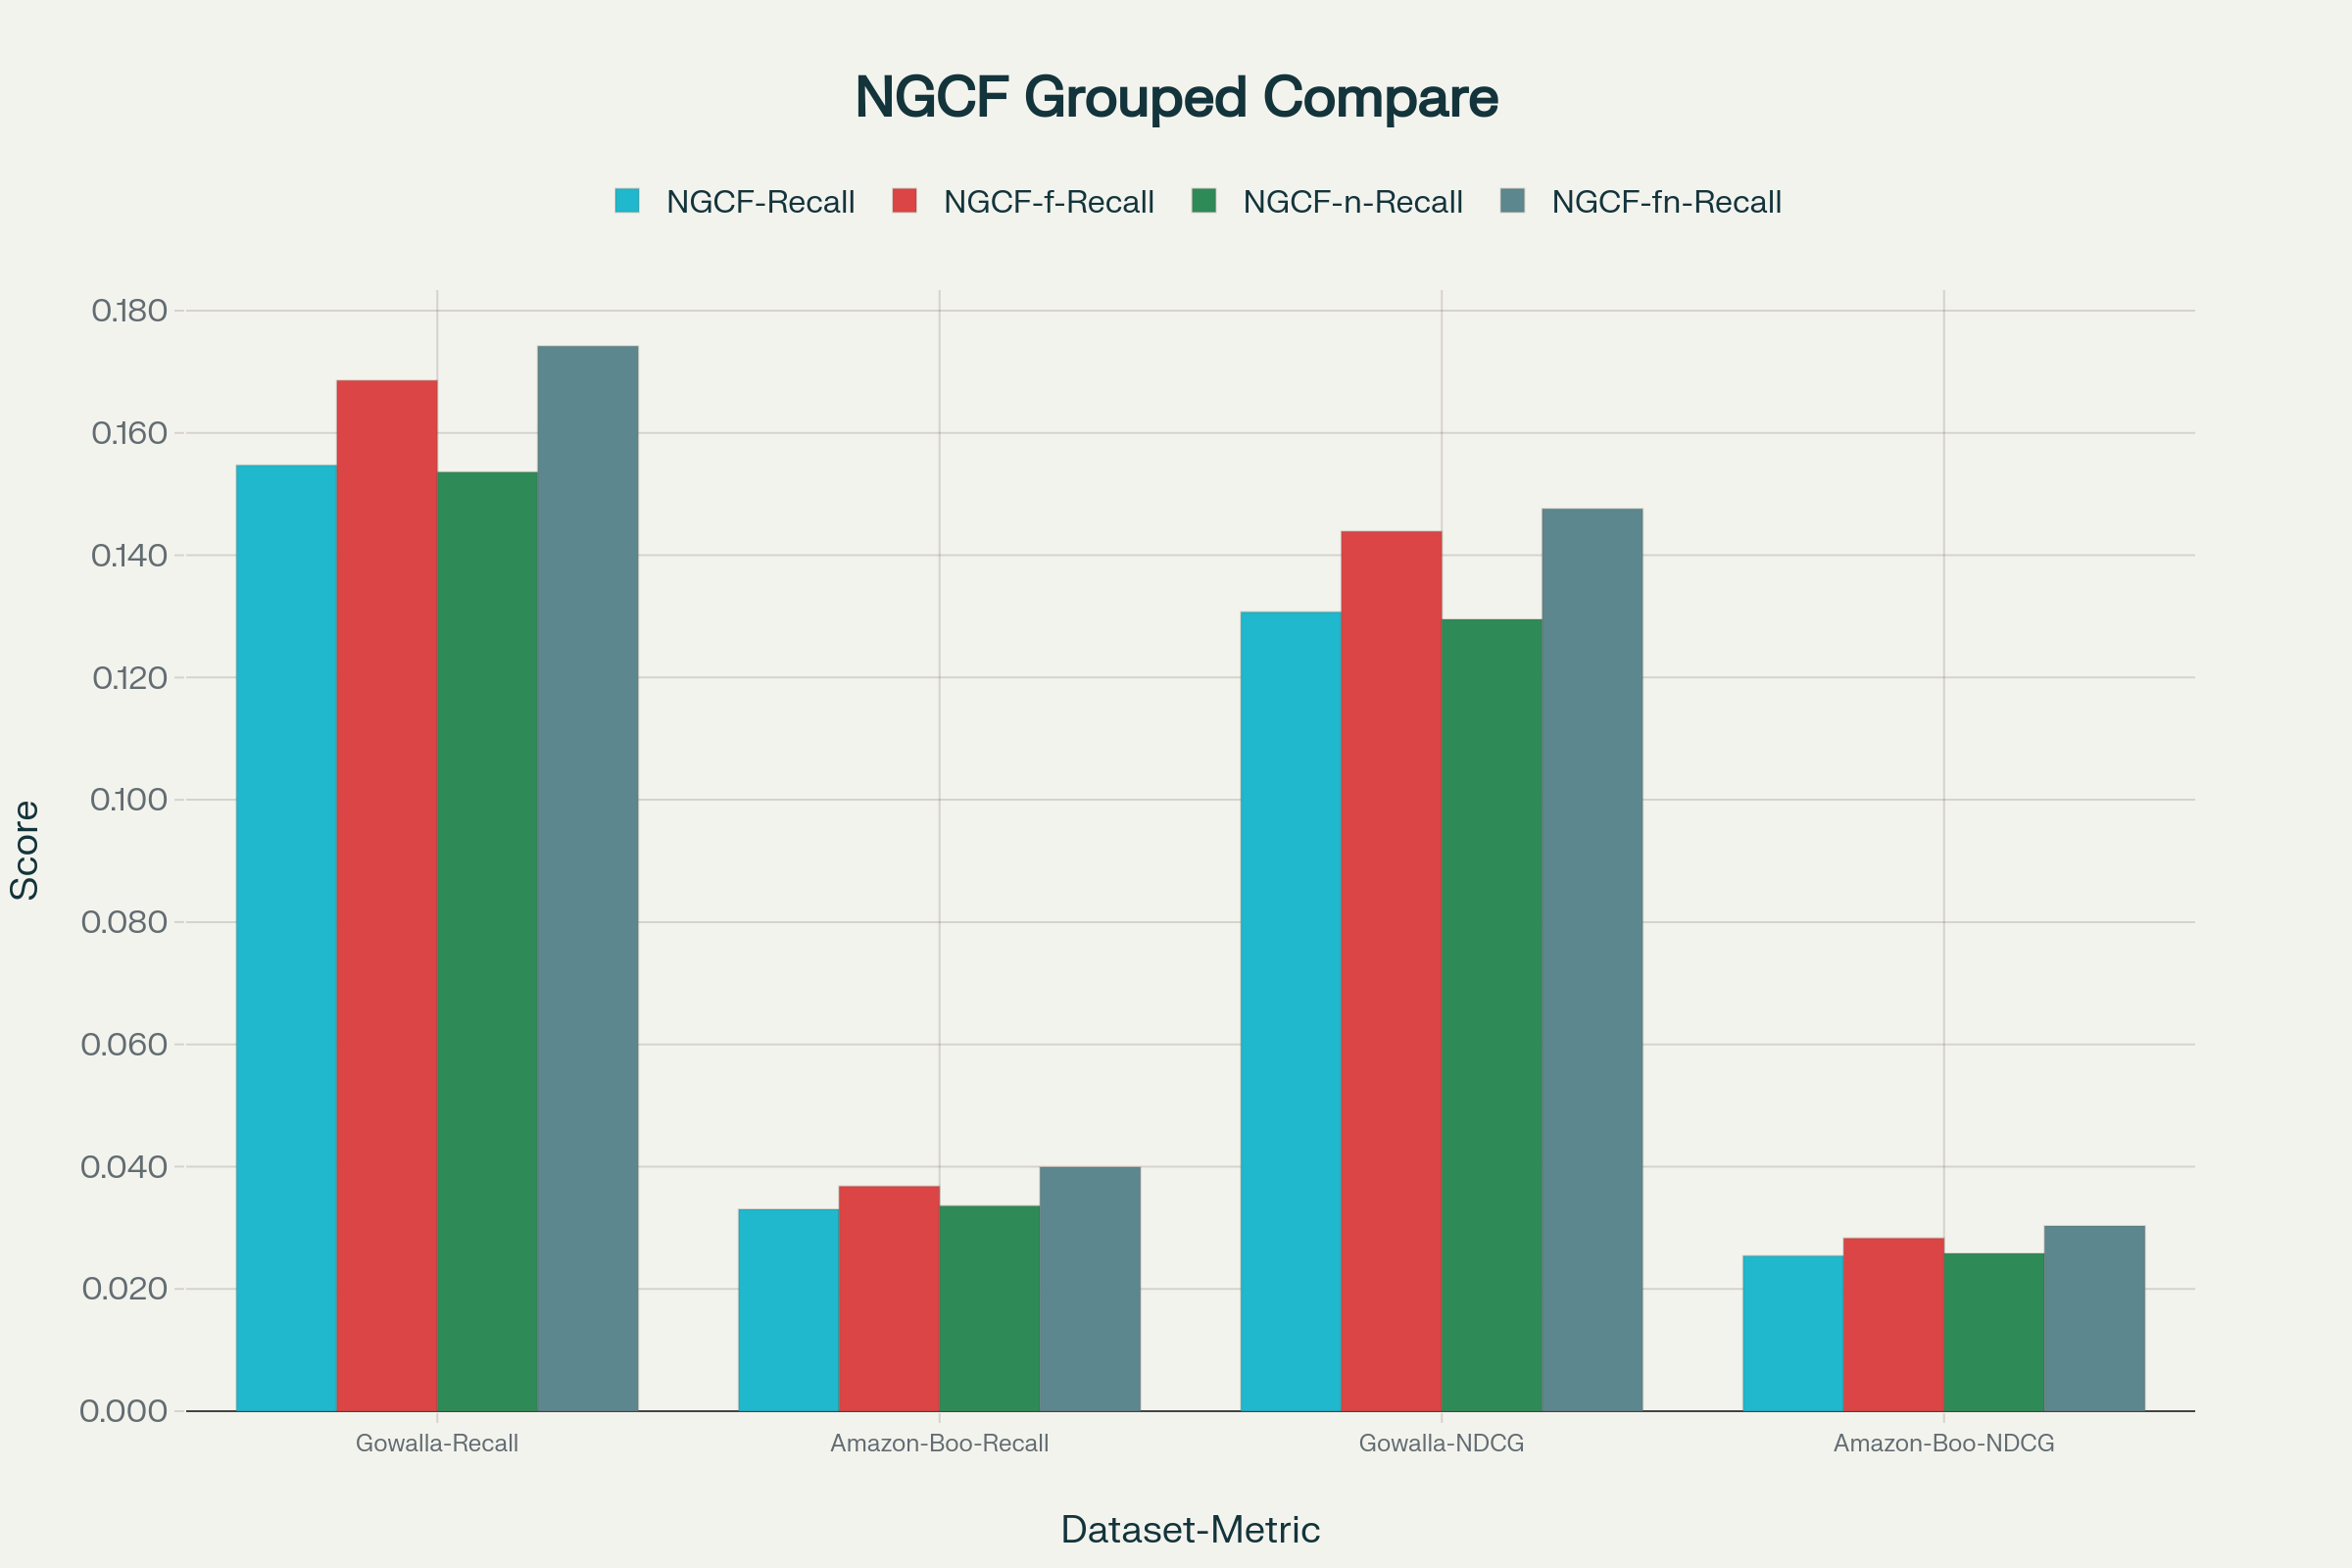 NGCF Grouped Compare
NGCF-Recall NGCF-f-Recall NGCF-n-Recall NGCF-fn-Recall
0.180
0.160
0.140
0.120
0.100
0.080
0.060
0.040
0.020
0.000
Score
Gowalla-Recall Amazon-Boo-Recall Gowalla-NDCG Amazon-Boo-NDCG
Dataset-Metric